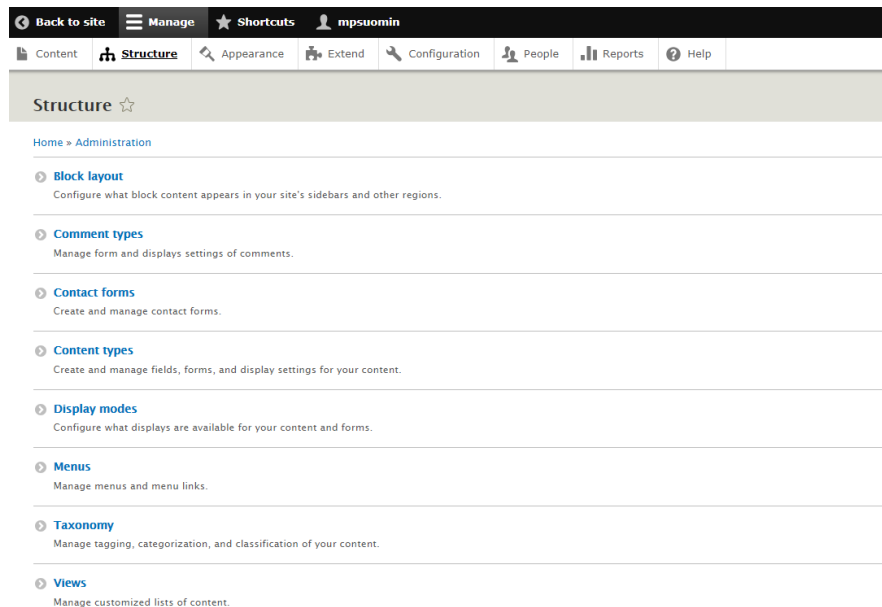 Back to site Manage Shortcuts mpsuomin
Content Structure Appearance Extend Configuration People Reports Help
Structure
Home » Administration
Block layout
Configure what block content appears in your site's sidebars and other regions.
Comment types
Manage form and displays settings of comments.
Contact forms
Create and manage contact forms.
Content types
Create and manage fields, forms, and display settings for your content.
Display modes
Configure what displays are available for your content and forms.
Menus
Manage menus and menu links.
Taxonomy
Manage tagging, categorization, and classification of your content.
Views
Manage customized lists of content.